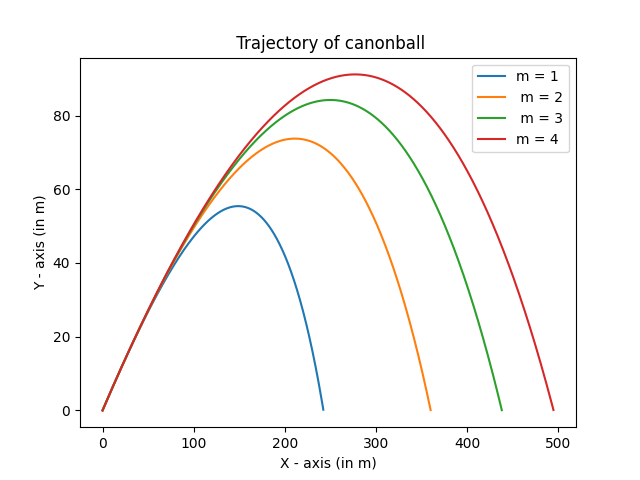 Trajectory of canonball
m = 1
m = 2
m = 3
m = 4
80
60
40
20
0
Y - axis (in m)
0 100 200 300 400 500
X - axis (in m)